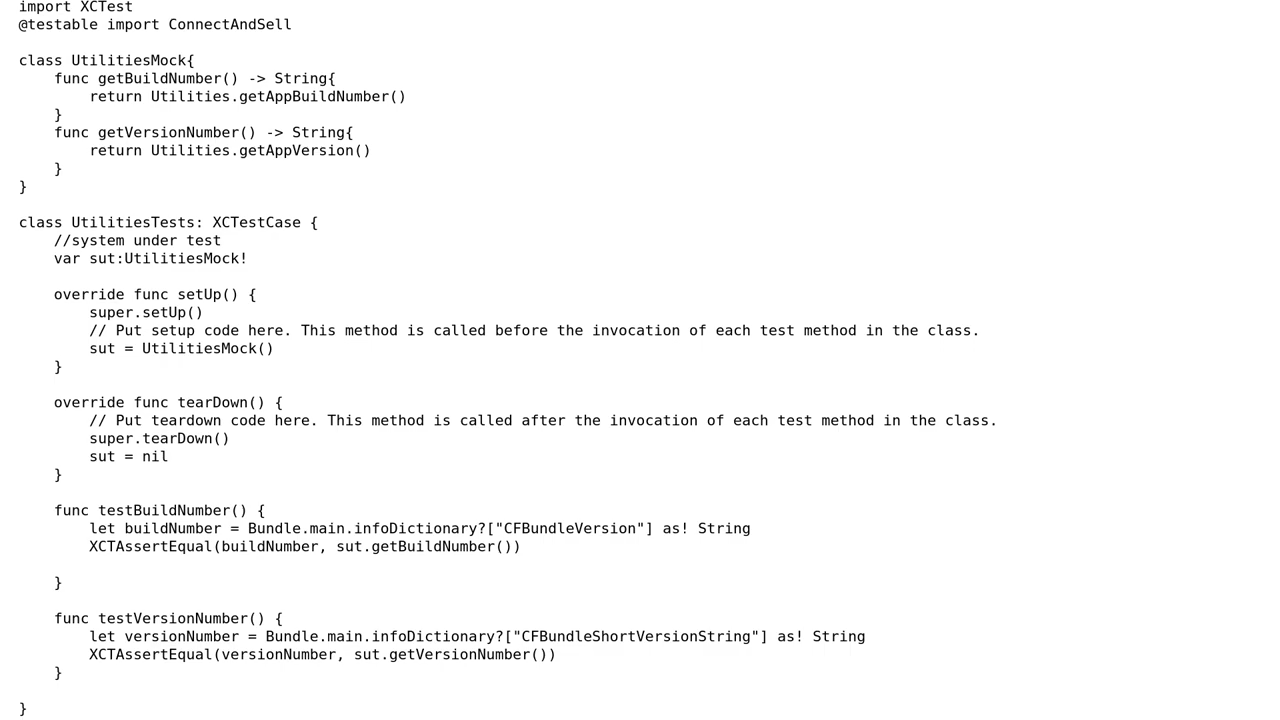 import XCTest
@testable import ConnectAndSell

class UtilitiesMock{
    func getBuildNumber() -> String{
        return Utilities.getAppBuildNumber()
    }
    func getVersionNumber() -> String{
        return Utilities.getAppVersion()
    }
}

class UtilitiesTests: XCTestCase {
    //system under test
    var sut:UtilitiesMock!

    override func setUp() {
        super.setUp()
        // Put setup code here. This method is called before the invocation of each test method in the class.
        sut = UtilitiesMock()
    }

    override func tearDown() {
        // Put teardown code here. This method is called after the invocation of each test method in the class.
        super.tearDown()
        sut = nil
    }

    func testBuildNumber() {
        let buildNumber = Bundle.main.infoDictionary?["CFBundleVersion"] as! String
        XCTAssertEqual(buildNumber, sut.getBuildNumber())

    }

    func testVersionNumber() {
        let versionNumber = Bundle.main.infoDictionary?["CFBundleShortVersionString"] as! String
        XCTAssertEqual(versionNumber, sut.getVersionNumber())
    }

}